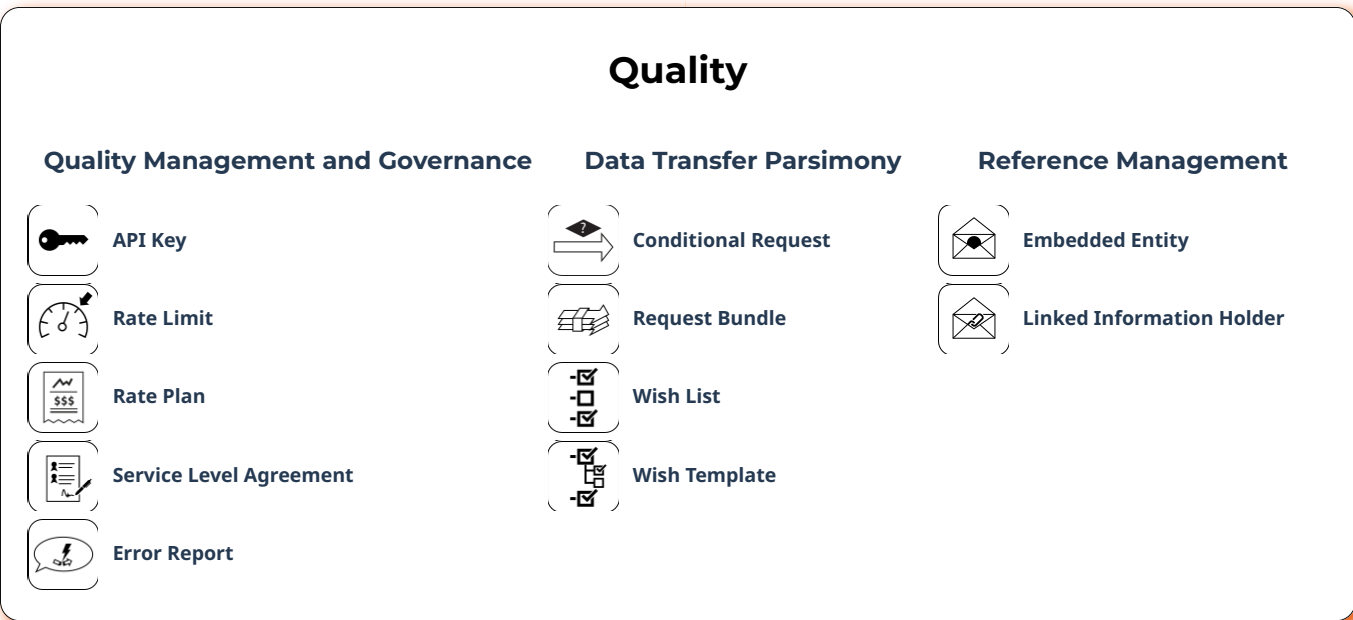 Quality
Quality Management and Governance
API Key
Rate Limit
Rate Plan
$$$
Service Level Agreement
Error Report
Data Transfer Parsimony
?
Conditional Request
Request Bundle
Wish List
Wish Template
Reference Management
Embedded Entity
Linked Information Holder